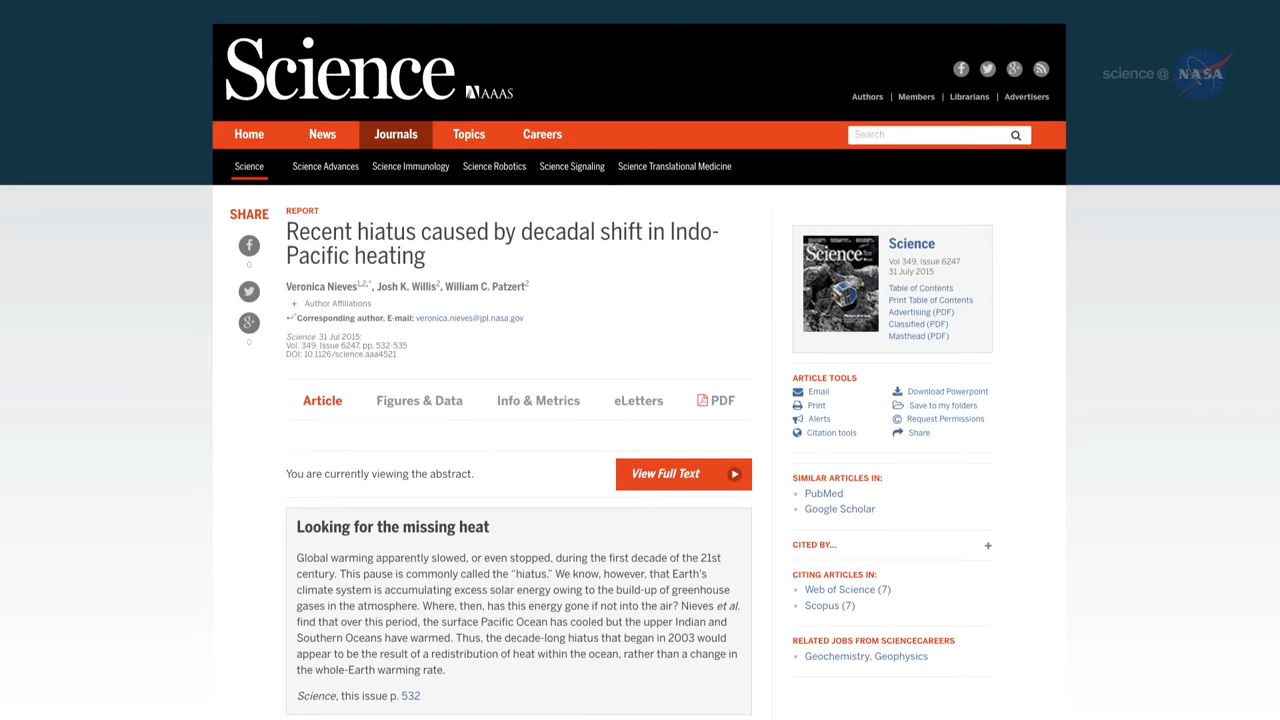 Science
AAAS
science @ NASA
Authors | Members | Librarians | Advertisers
Home News Journals Topics Careers
Search
Science Science Advances Science Immunology Science Robotics Science Signaling Science Translational Medicine
SHARE
0
0
REPORT
Recent hiatus caused by decadal shift in Indo-
Pacific heating
Veronica Nieves1,2,*, Josh K. Willis2, William C. Patzert2
+ Author Affiliations
↵*Corresponding author. E-mail: veronica.nieves@jpl.nasa.gov
Science 31 Jul 2015:
Vol. 349, Issue 6247, pp. 532-535
DOI: 10.1126/science.aaa4521
Article Figures & Data Info & Metrics eLetters PDF
You are currently viewing the abstract.
View Full Text
Looking for the missing heat
Global warming apparently slowed, or even stopped, during the first decade of the 21st
century. This pause is commonly called the “hiatus.” We know, however, that Earth’s
climate system is accumulating excess solar energy owing to the build-up of greenhouse
gases in the atmosphere. Where, then, has this energy gone if not into the air? Nieves et al.
find that over this period, the surface Pacific Ocean has cooled but the upper Indian and
Southern Oceans have warmed. Thus, the decade-long hiatus that began in 2003 would
appear to be the result of a redistribution of heat within the ocean, rather than a change in
the whole-Earth warming rate.
Science, this issue p. 532
Science
Science
Vol 349, Issue 6247
31 July 2015
Table of Contents
Print Table of Contents
Advertising (PDF)
Classified (PDF)
Masthead (PDF)
ARTICLE TOOLS
Email
Print
Alerts
Citation tools
Download Powerpoint
Save to my folders
Request Permissions
Share
SIMILAR ARTICLES IN:
PubMed
Google Scholar
CITED BY... +
CITING ARTICLES IN:
Web of Science (7)
Scopus (7)
RELATED JOBS FROM SCIENCECAREERS
Geochemistry, Geophysics